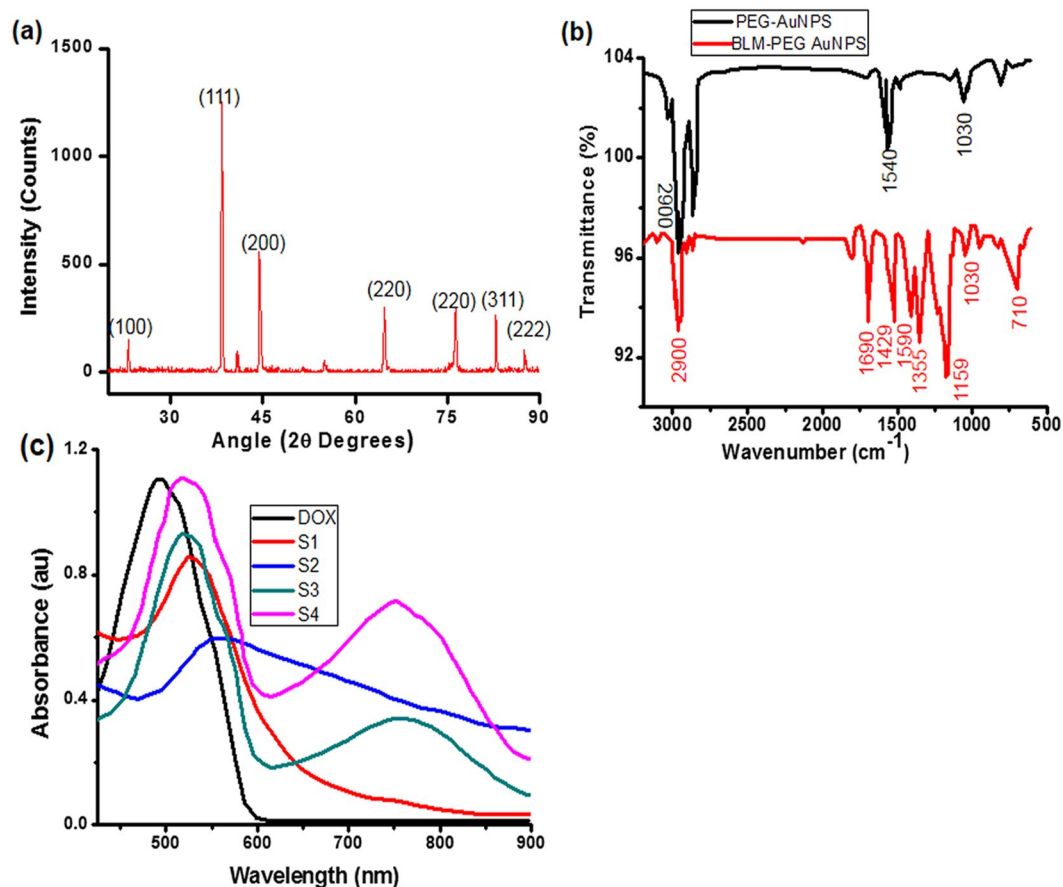 (a)
1500
1000
500
0
Intensity (Counts)
(100)
(111)
(200)
(220)
(220)
(311)
(222)
30
45
60
75
90
Angle (2θ Degrees)
(b)
PEG-AuNPS
BLM-PEG AuNPS
104
100
96
92
Transmittance (%)
2900
1540
1030
2900
1690
1429
1590
1355
1159
1030
710
3000
2500
2000
1500
1000
500
Wavenumber (cm-1)
(c)
1.2
0.8
0.4
0.0
Absorbance (au)
DOX
S1
S2
S3
S4
500
600
700
800
900
Wavelength (nm)